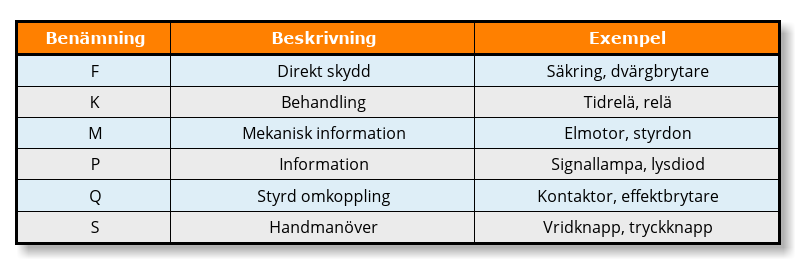 Benämning Beskrivning Exempel
F Direkt skydd Säkring, dvärgbrytare
K Behandling Tidrelä, relä
M Mekanisk information Elmotor, styrdon
P Information Signallampa, lysdiod
Q Styrd omkoppling Kontaktor, effektbrytare
S Handmanöver Vridknapp, tryckknapp